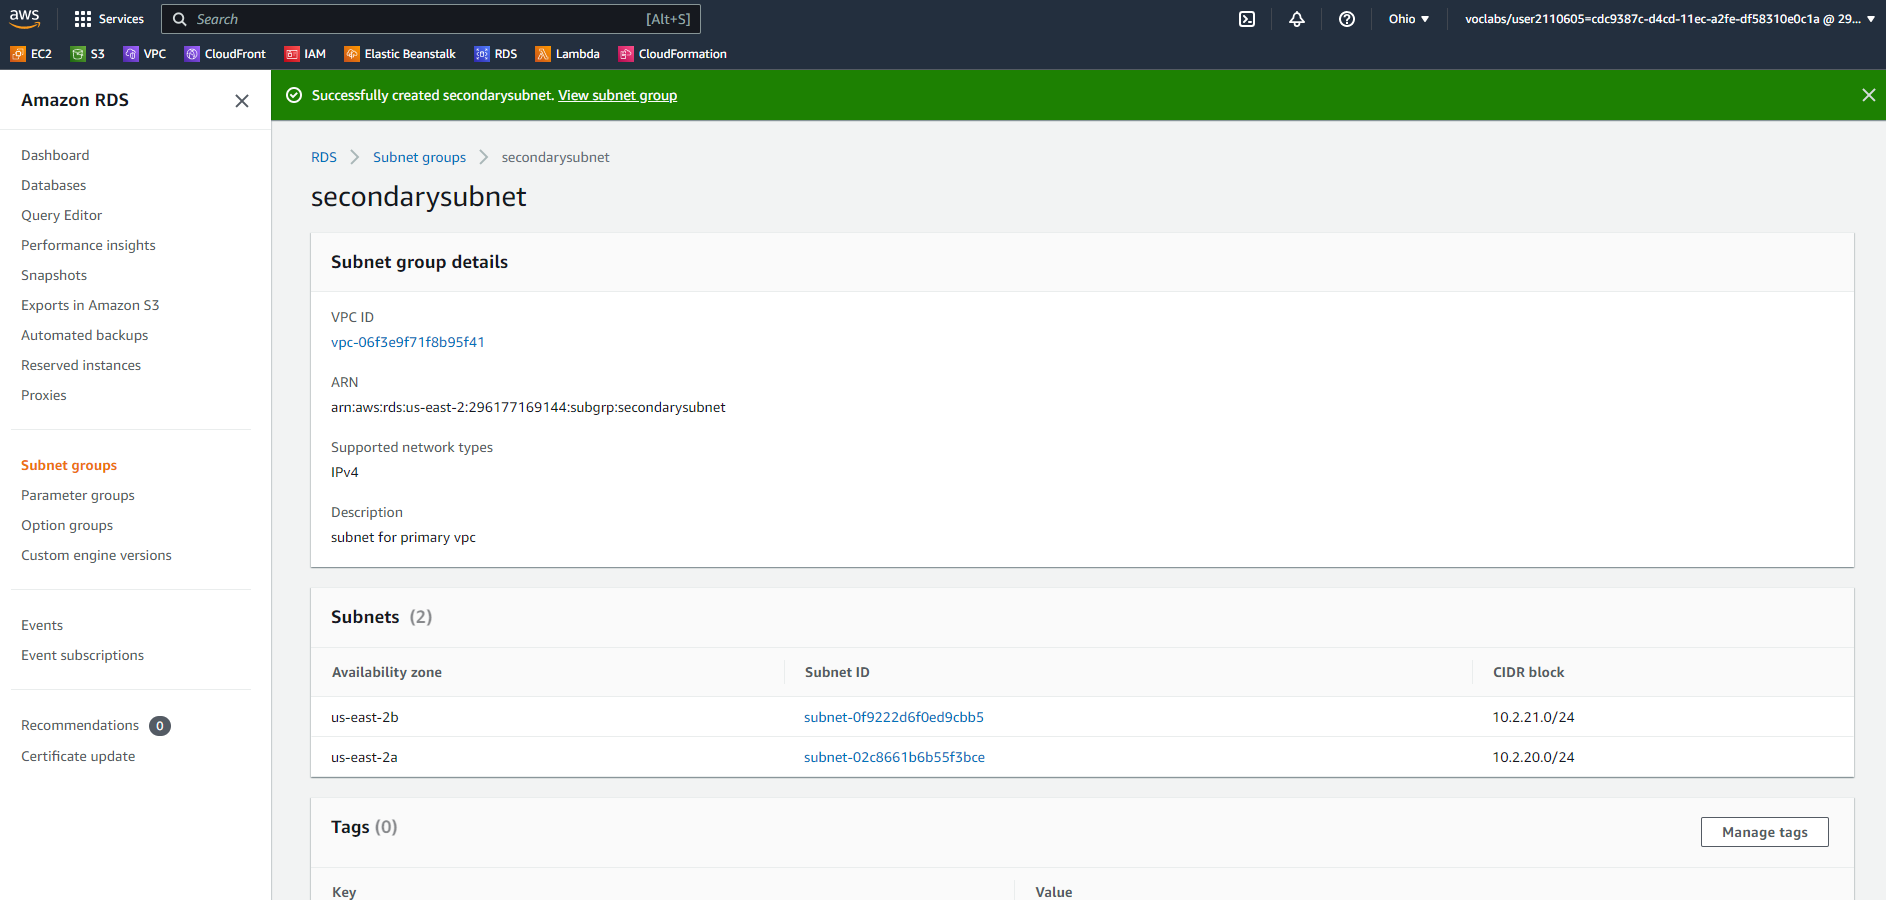 aws
Services
Search
[Alt+S]
Ohio
voclabs/user2110605=cdc9387c-d4cd-11ec-a2fe-df58310e0c1a @ 29...
EC2
S3
VPC
CloudFront
IAM
Elastic Beanstalk
RDS
Lambda
CloudFormation
Amazon RDS
Dashboard
Databases
Query Editor
Performance insights
Snapshots
Exports in Amazon S3
Automated backups
Reserved instances
Proxies
Subnet groups
Parameter groups
Option groups
Custom engine versions
Events
Event subscriptions
Recommendations 0
Certificate update
Successfully created secondarysubnet. View subnet group
RDS
Subnet groups
secondarysubnet
secondarysubnet
Subnet group details
VPC ID
vpc-06f3e9f71f8b95f41
ARN
arn:aws:rds:us-east-2:296177169144:subgrp:secondarysubnet
Supported network types
IPv4
Description
subnet for primary vpc
Subnets (2)
Availability zone
Subnet ID
CIDR block
us-east-2b
subnet-0f9222d6f0ed9cbb5
10.2.21.0/24
us-east-2a
subnet-02c8661b6b55f3bce
10.2.20.0/24
Tags (0)
Manage tags
Key
Value